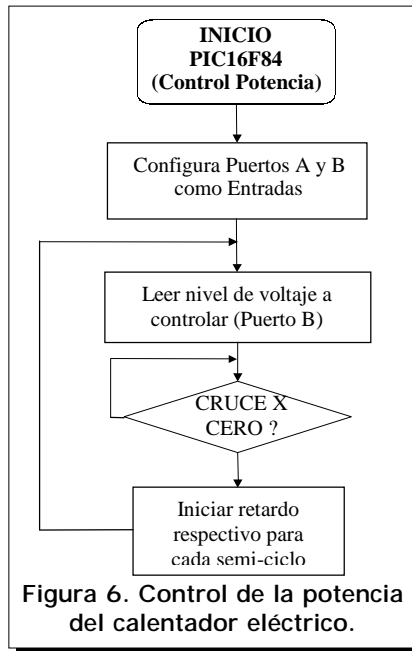 INICIO
PIC16F84
(Control Potencia)
Configura Puertos A y B
como Entradas
Leer nivel de voltaje a
controlar (Puerto B)
CRUCE X
CERO ?
Iniciar retardo
respectivo para
cada semi-ciclo
Figura 6. Control de la potencia
del calentador eléctrico.